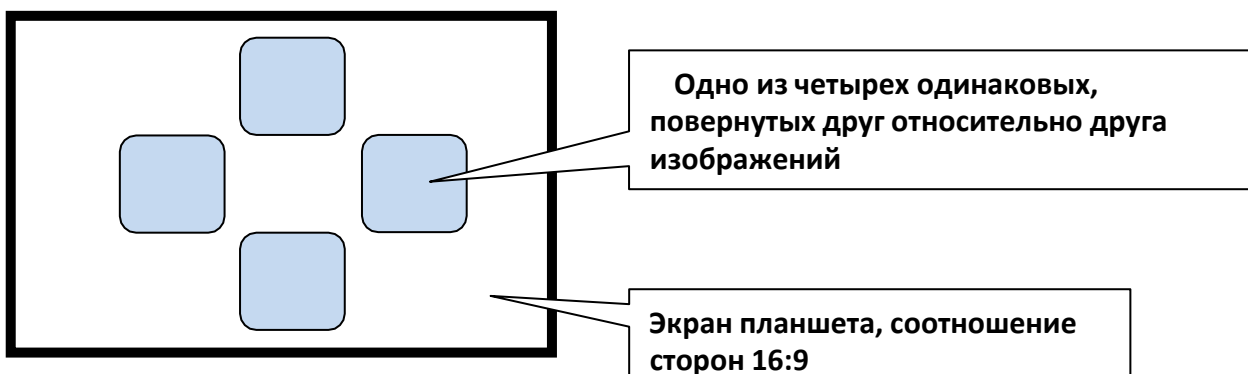 Одно из четырех одинаковых,
повернутых друг относительно друга
изображений
Экран планшета, соотношение
сторон 16:9